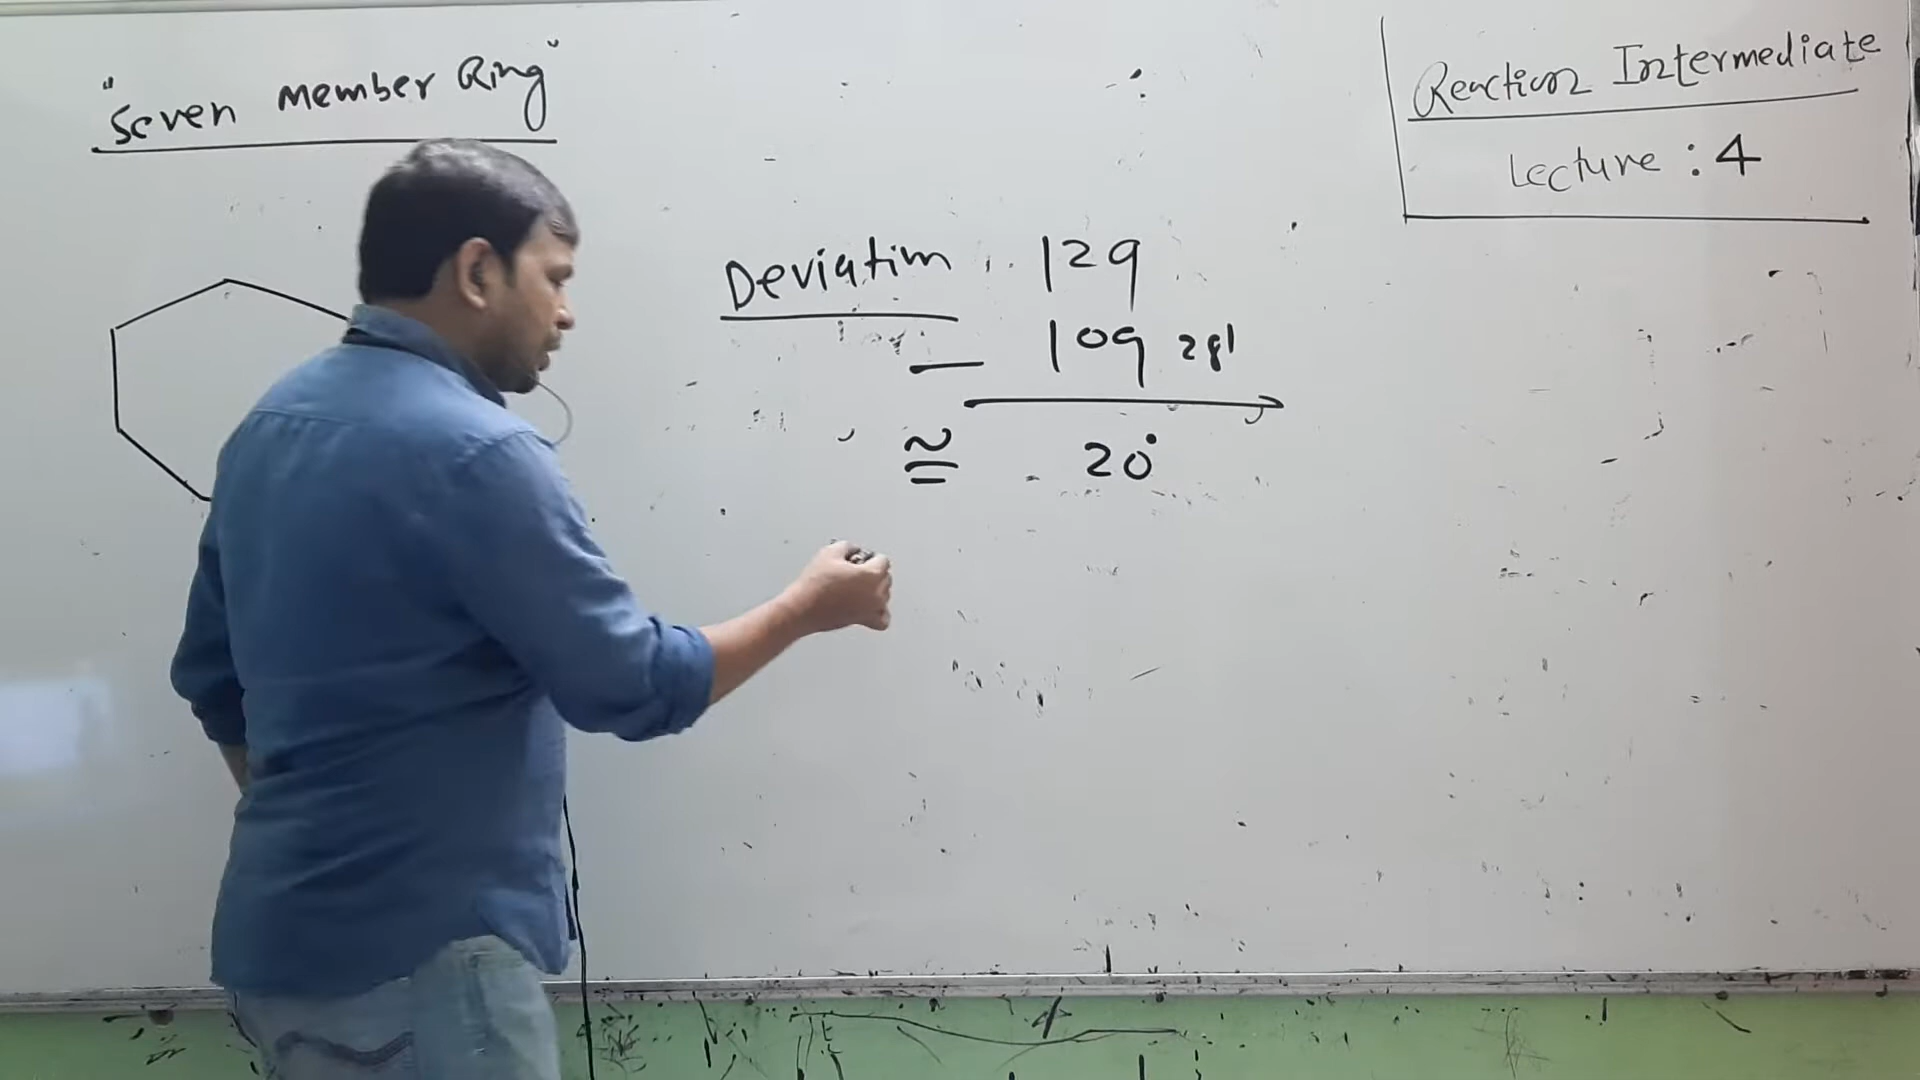 "Seven member Ring"
Reaction Intermediate
Lecture : 4
Deviation 129
— 109 28'
≅ 20°